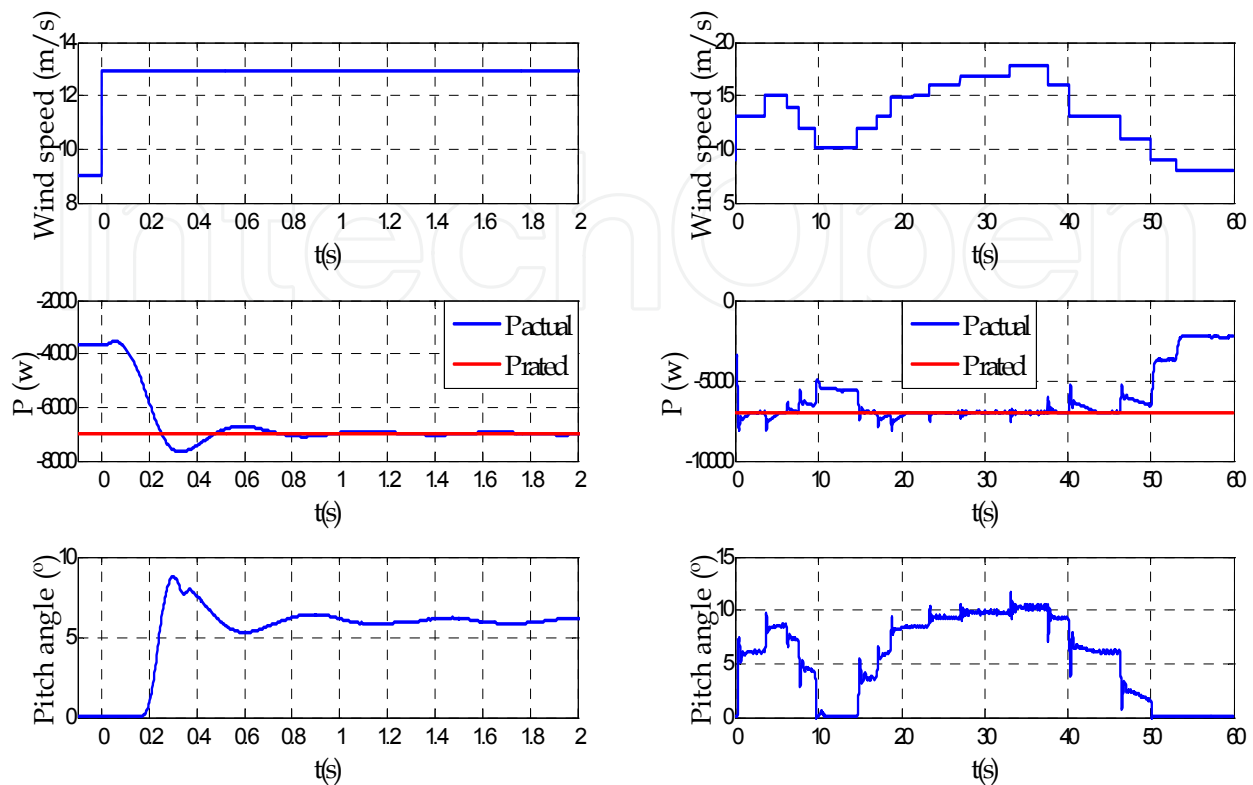 Wind speed (m/s)
14
12
10
8
0 0.2 0.4 0.6 0.8 1 1.2 1.4 1.6 1.8 2
t(s)
Wind speed (m/s)
20
15
10
5
0 10 20 30 40 50 60
t(s)
P (w)
-2000
-4000
-6000
-8000
Pactual
Prated
0 0.2 0.4 0.6 0.8 1 1.2 1.4 1.6 1.8 2
t(s)
P (w)
0
-5000
-10000
Pactual
Prated
0 10 20 30 40 50 60
t(s)
Pitch angle (º)
10
5
0
0 0.2 0.4 0.6 0.8 1 1.2 1.4 1.6 1.8 2
t(s)
Pitch angle (º)
15
10
5
0
0 10 20 30 40 50 60
t(s)
IntechOpen